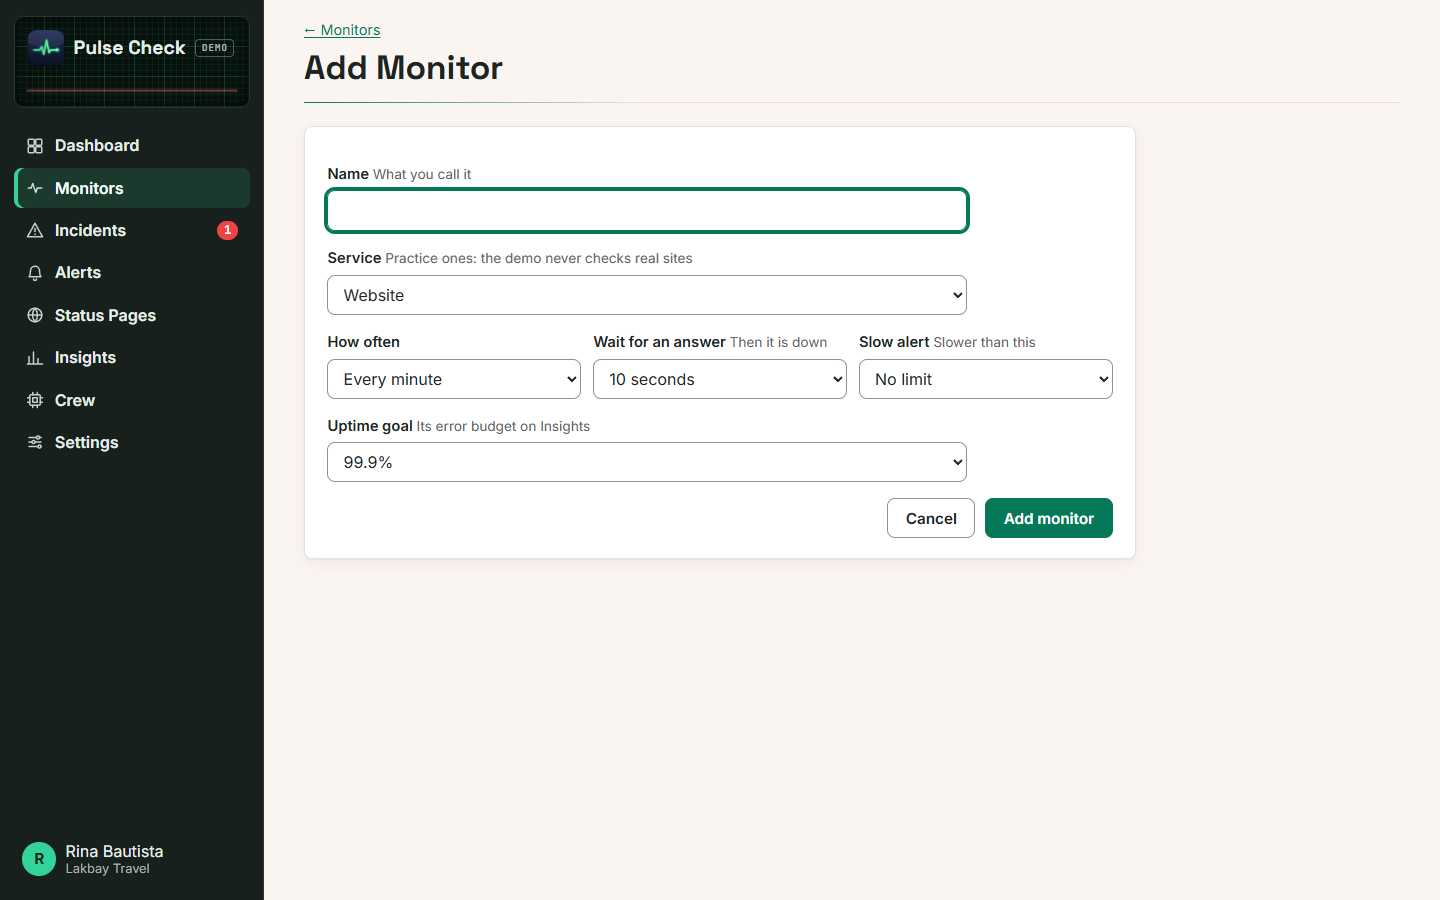 Pulse Check DEMO
Dashboard
Monitors
Incidents 1
Alerts
Status Pages
Insights
Crew
Settings
R
Rina Bautista
Lakbay Travel
← Monitors
Add Monitor
Name What you call it
Service Practice ones: the demo never checks real sites
Website
How often
Every minute
Wait for an answer Then it is down
10 seconds
Slow alert Slower than this
No limit
Uptime goal Its error budget on Insights
99.9%
Cancel
Add monitor